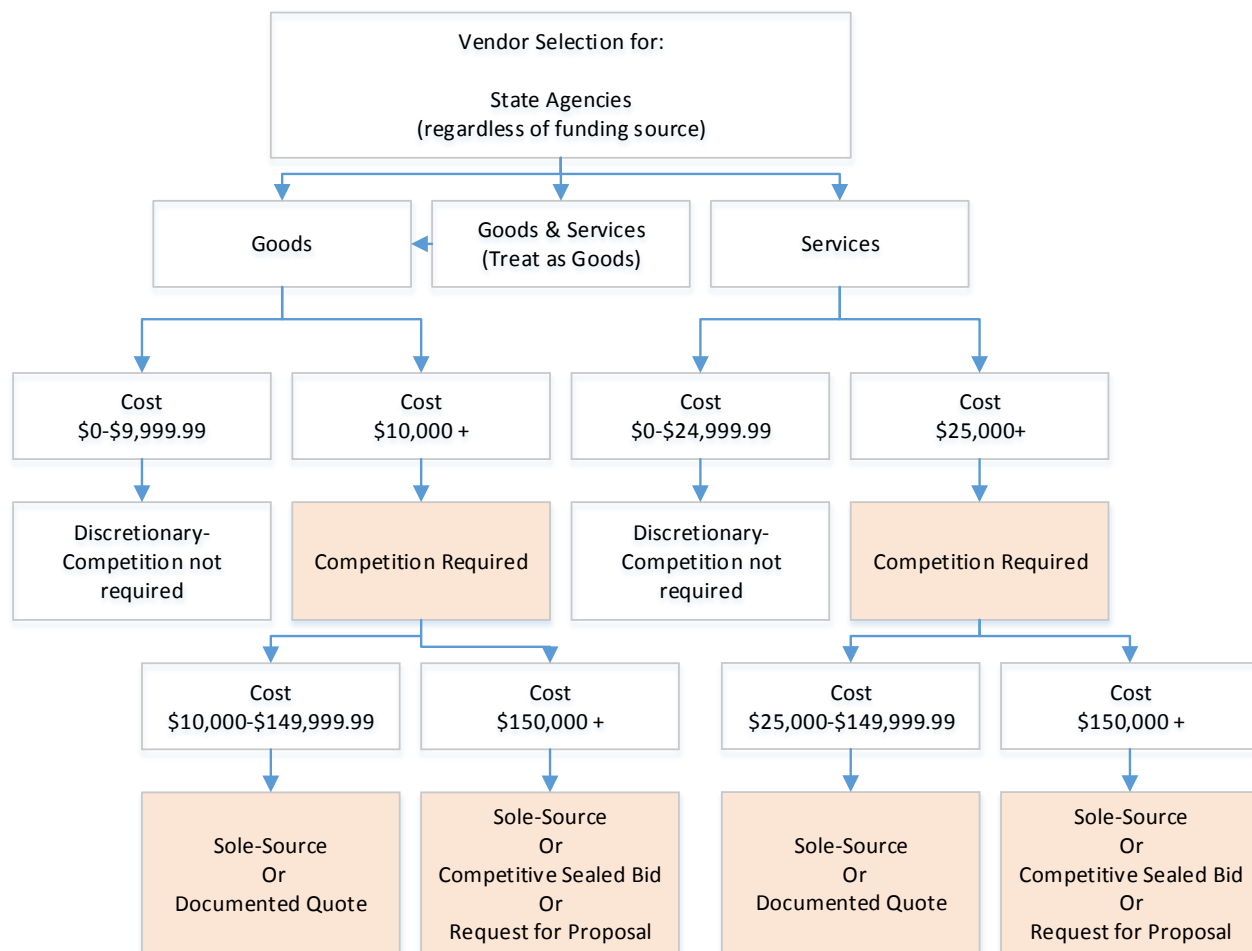 Vendor Selection for:
State Agencies
(regardless of funding source)
Goods
Goods & Services
(Treat as Goods)
Services
Cost
$0-$9,999.99
Cost
$10,000 +
Cost
$0-$24,999.99
Cost
$25,000+
Discretionary-
Competition not
required
Competition Required
Discretionary-
Competition not
required
Competition Required
Cost
$10,000-$149,999.99
Cost
$150,000 +
Cost
$25,000-$149,999.99
Cost
$150,000 +
Sole-Source
Or
Documented Quote
Sole-Source
Or
Competitive Sealed Bid
Or
Request for Proposal
Sole-Source
Or
Documented Quote
Sole-Source
Or
Competitive Sealed Bid
Or
Request for Proposal